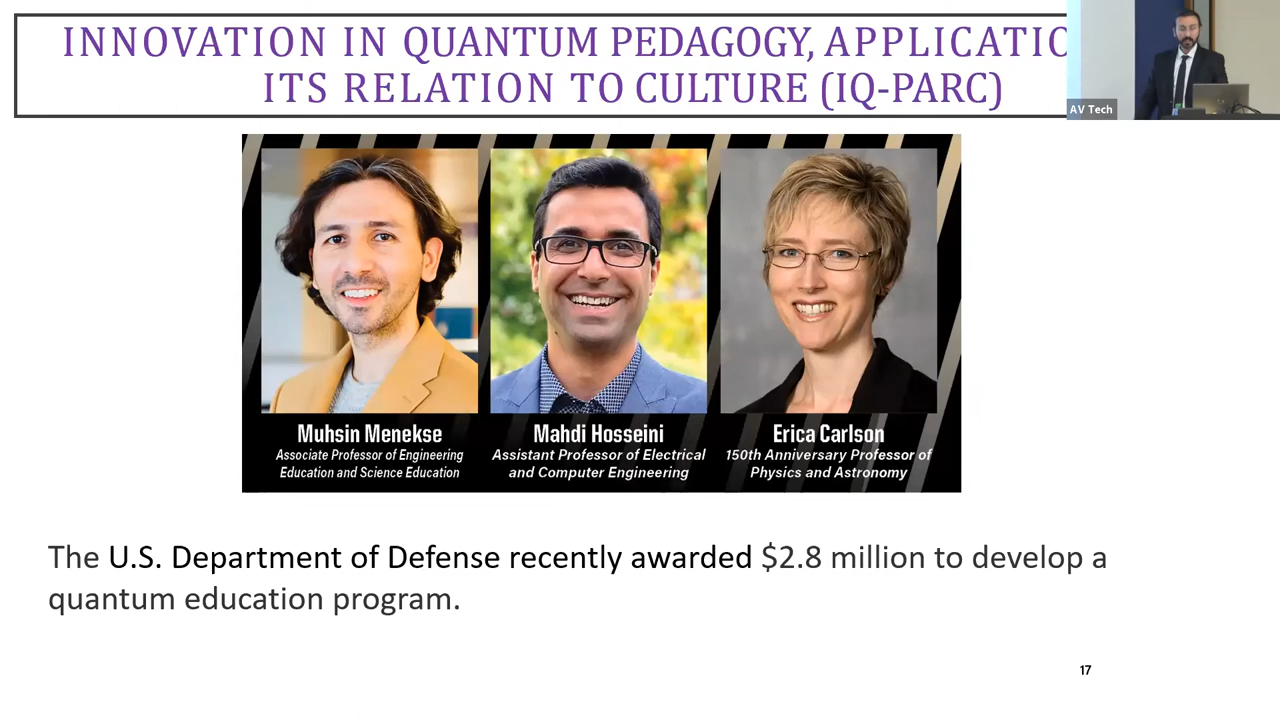 INNOVATION IN QUANTUM PEDAGOGY, APPLICATIO
ITS RELATION TO CULTURE (IQ-PARC)
AV Tech
Muhsin Menekse
Associate Professor of Engineering
Education and Science Education
Mahdi Hosseini
Assistant Professor of Electrical
and Computer Engineering
Erica Carlson
150th Anniversary Professor of
Physics and Astronomy
The U.S. Department of Defense recently awarded $2.8 million to develop a
quantum education program.
17